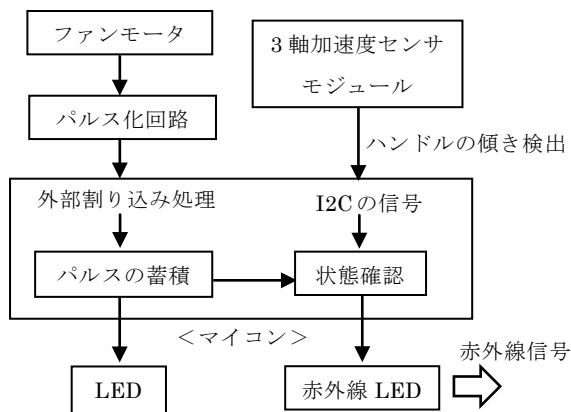 ファンモータ
3軸加速度センサ
モジュール
パルス化回路
ハンドルの傾き検出
外部割り込み処理
I2Cの信号
パルスの蓄積
状態確認
＜マイコン＞
赤外線信号
LED
赤外線 LED